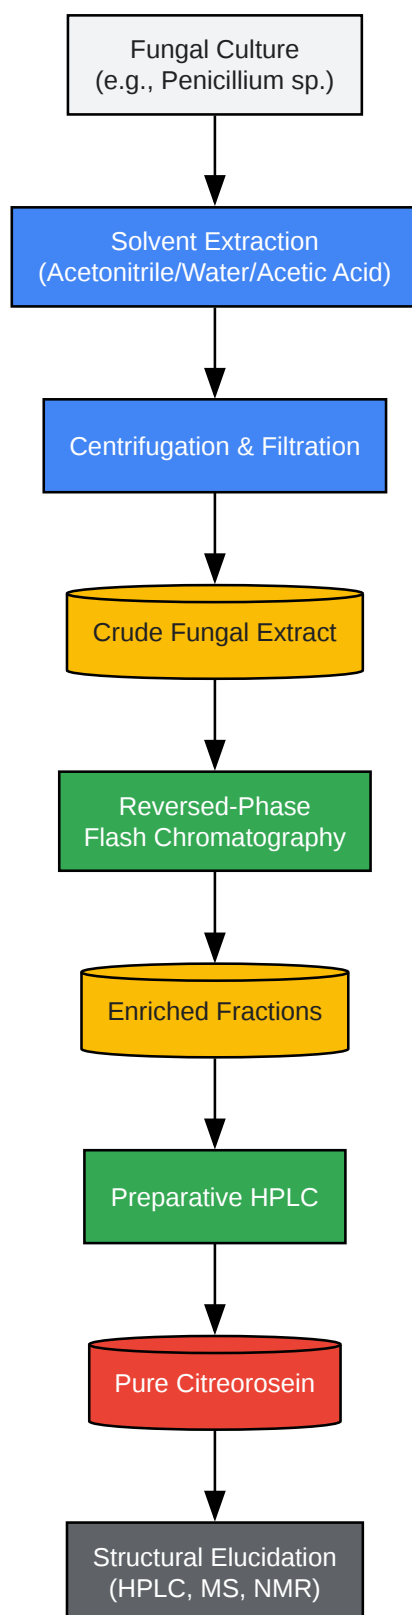 Fungal Culture
(e.g., Penicillium sp.)
Solvent Extraction
(Acetonitrile/Water/Acetic Acid)
Centrifugation & Filtration
Crude Fungal Extract
Reversed-Phase
Flash Chromatography
Enriched Fractions
Preparative HPLC
Pure Citreorosein
Structural Elucidation
(HPLC, MS, NMR)